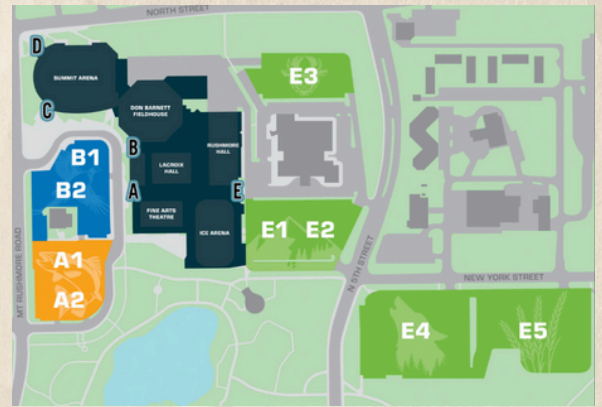 NORTH STREET
D
SUMMIT ARENA
E3
C
DON BARNETT
FIELDHOUSE
B
RUSHMORE
HALL
B1
B2
LACROIX
HALL
A
E
FINE ARTS
THEATRE
ICE ARENA
E1 E2
MT RUSHMORE ROAD
A1
A2
N 5TH STREET
NEW YORK STREET
E4
E5